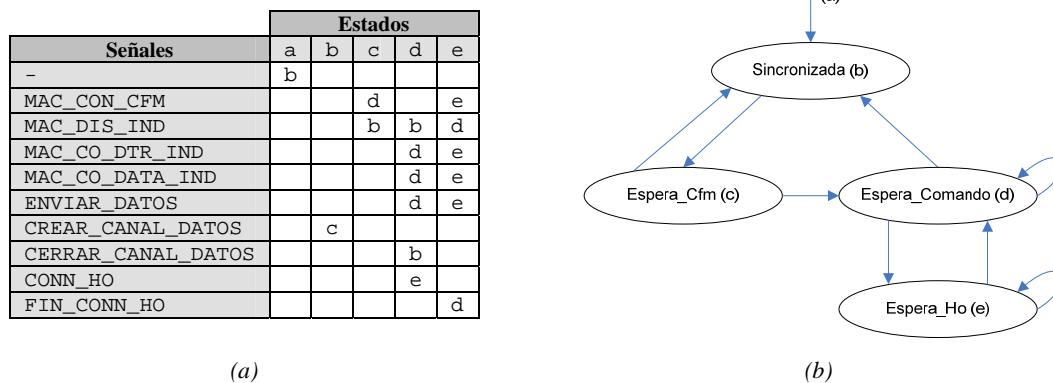 Estados
Señales a b c d e
- b
MAC_CON_CFM d e
MAC_DIS_IND b b d
MAC_CO_DTR_IND d e
MAC_CO_DATA_IND d e
ENVIAR_DATOS d e
CREAR_CANAL_DATOS c
CERRAR_CANAL_DATOS b
CONN_HO e
FIN_CONN_HO d
(a)
Sincronizada (b)
Espera_Cfm (c)
Espera_Comando (d)
Espera_Ho (e)
(b)